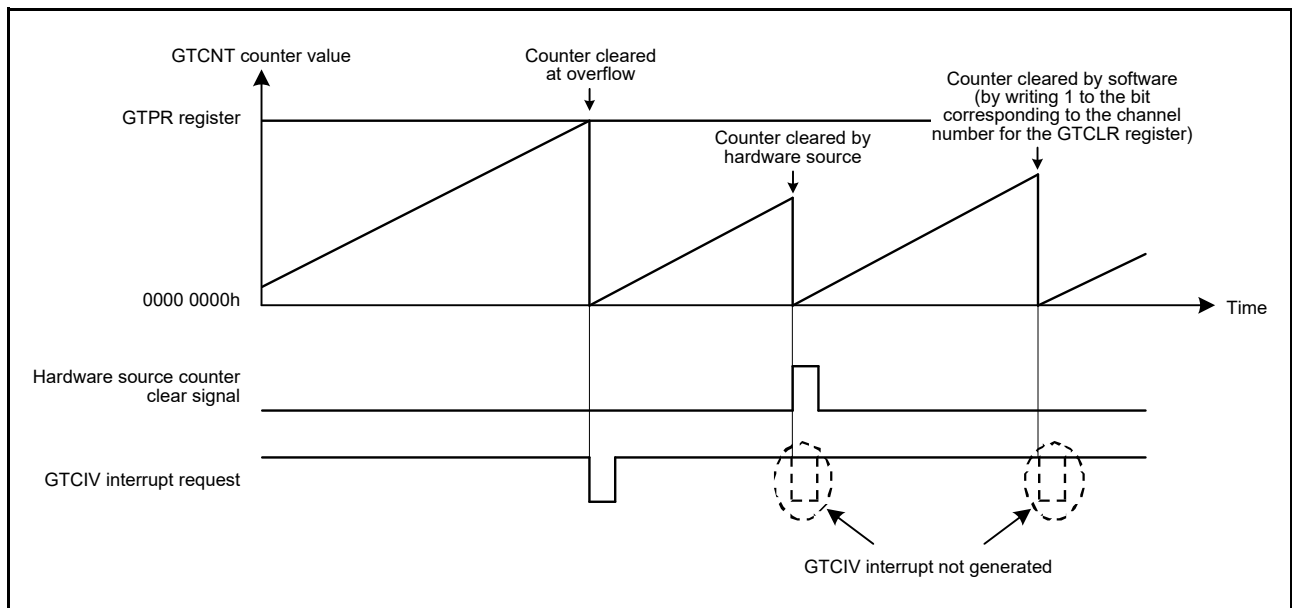 GTCNT counter value
Counter cleared
at overflow
Counter cleared by software
(by writing 1 to the bit
corresponding to the channel
number for the GTCLR register)
GTPR register
Counter cleared by
hardware source
0000 0000h
Time
Hardware source counter
clear signal
GTCIV interrupt request
GTCIV interrupt not generated